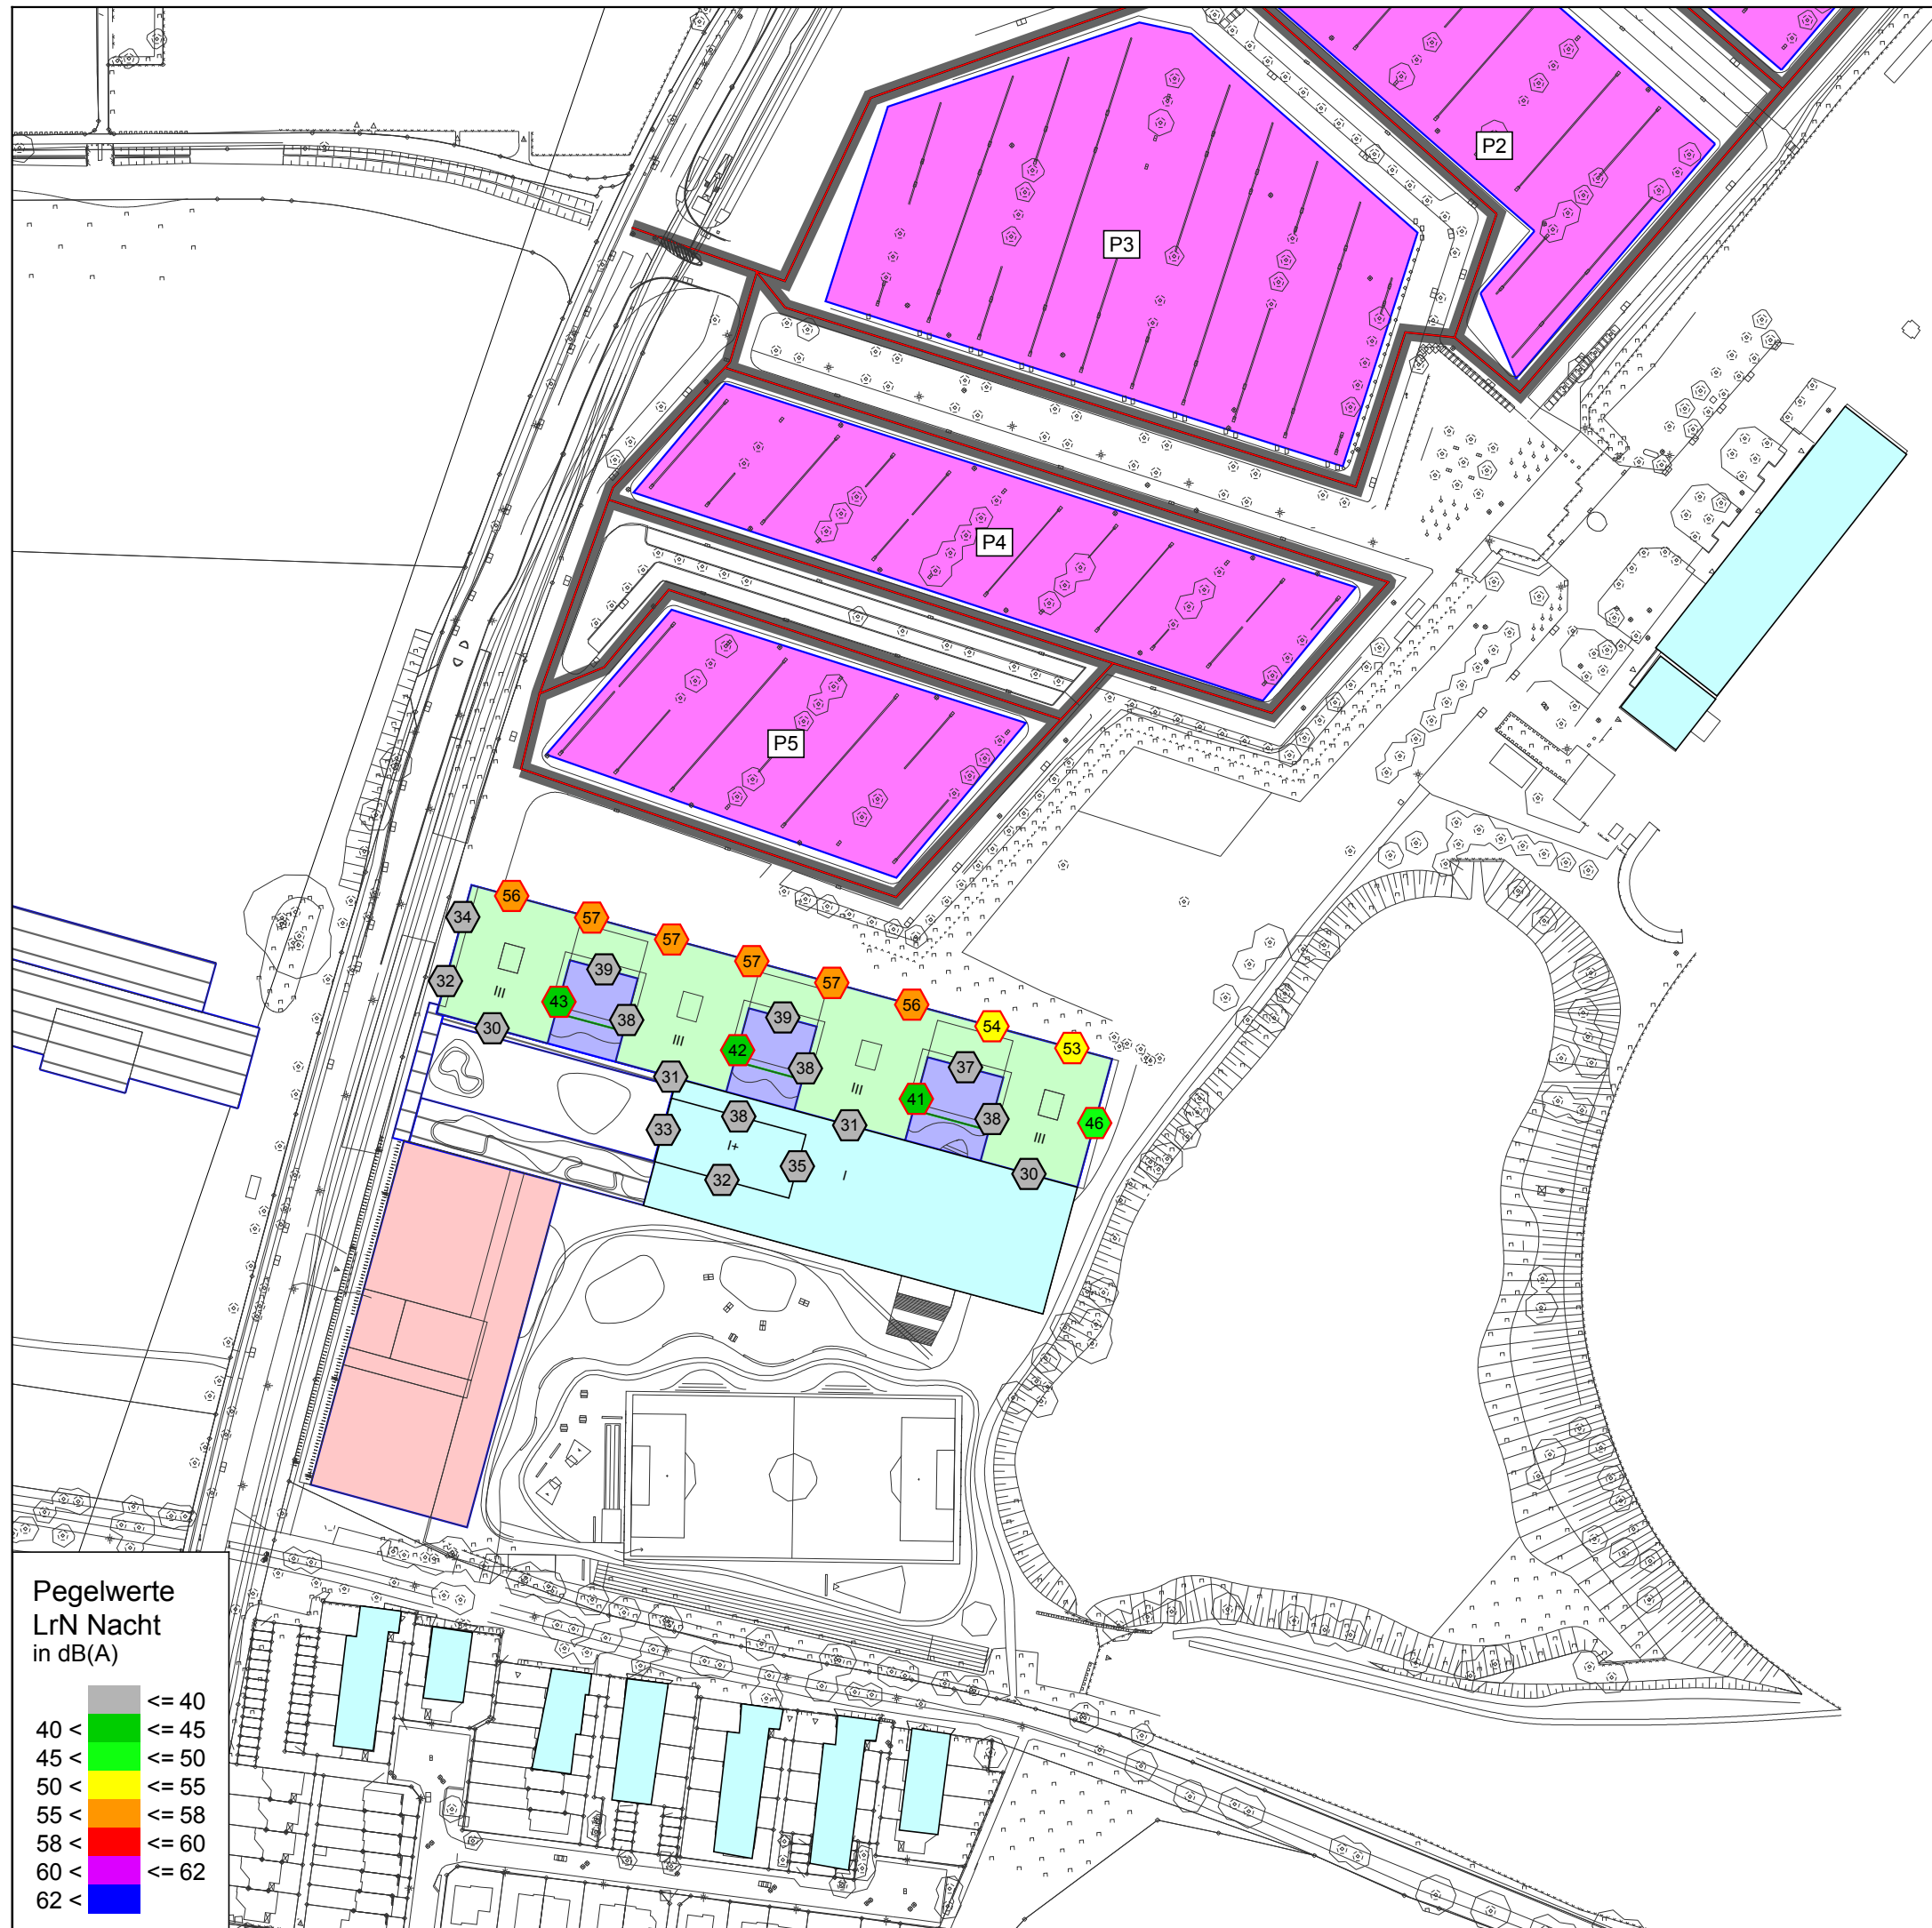 P2
P3
P4
P5
56
34
57
57
57
39
32
57
43
56
III
39
38
30
54
III
42
53
38
37
31
III
41
38
38
46
31
33
III
I+
35
I
30
32
Pegelwerte
LrN Nacht
in dB(A)
<= 40
40 < <= 45
45 < <= 50
50 < <= 55
55 < <= 58
58 < <= 60
60 < <= 62
62 <